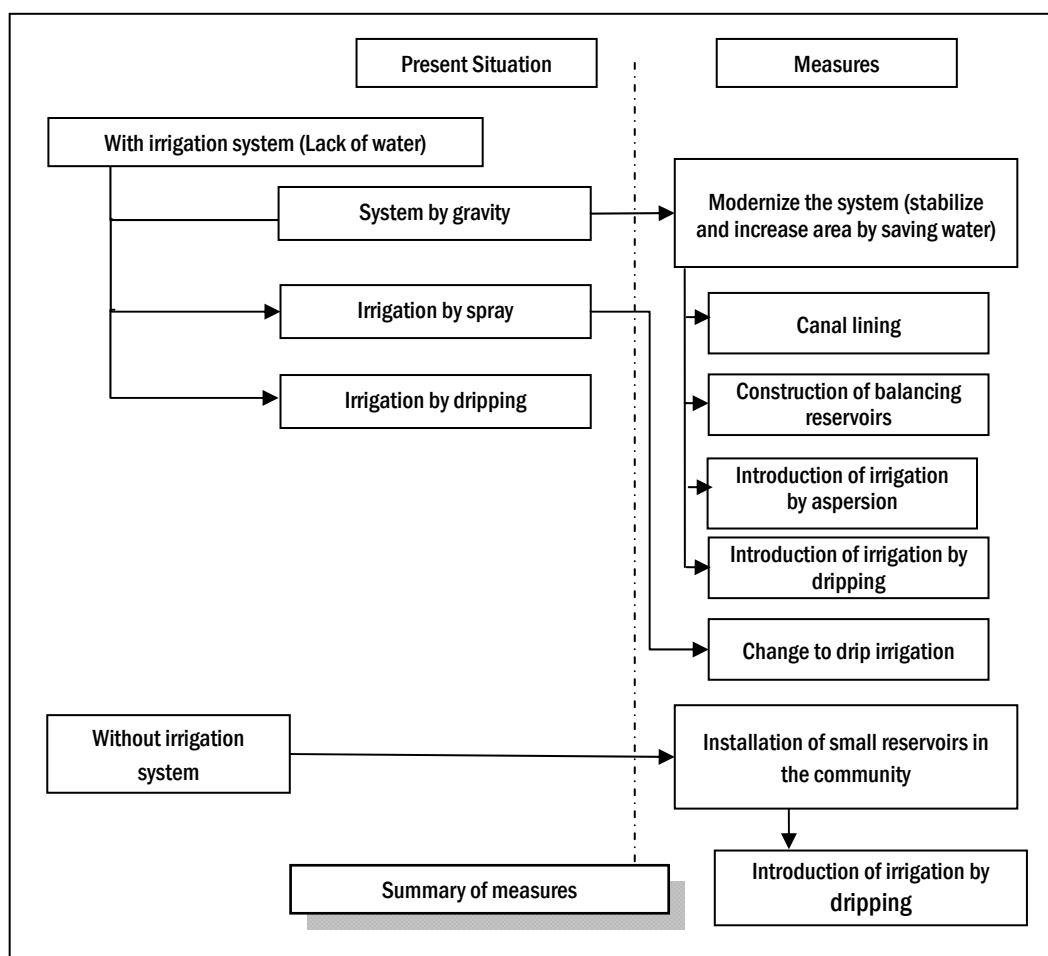 Present Situation
Measures
With irrigation system (Lack of water)
System by gravity
Modernize the system (stabilize
and increase area by saving water)
Irrigation by spray
Canal lining
Irrigation by dripping
Construction of balancing
reservoirs
Introduction of irrigation
by aspersion
Introduction of irrigation by
dripping
Change to drip irrigation
Without irrigation
system
Installation of small reservoirs in
the community
Summary of measures
Introduction of irrigation by
dripping